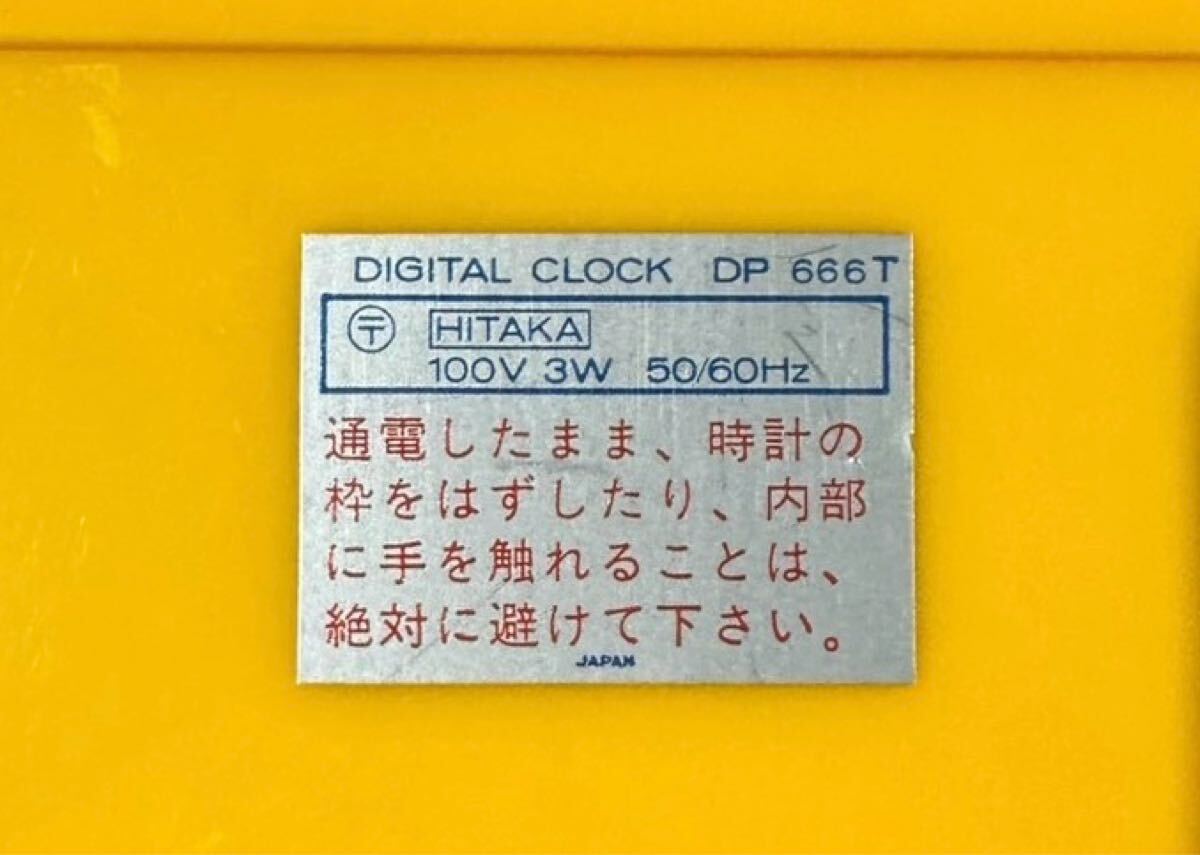 DIGITAL CLOCK DP 666T
〶 HITAKA
100V 3W 50/60Hz
通電したまま、時計の
枠をはずしたり、内部
に手を触れることは、
絶対に避けて下さい。
JAPAN